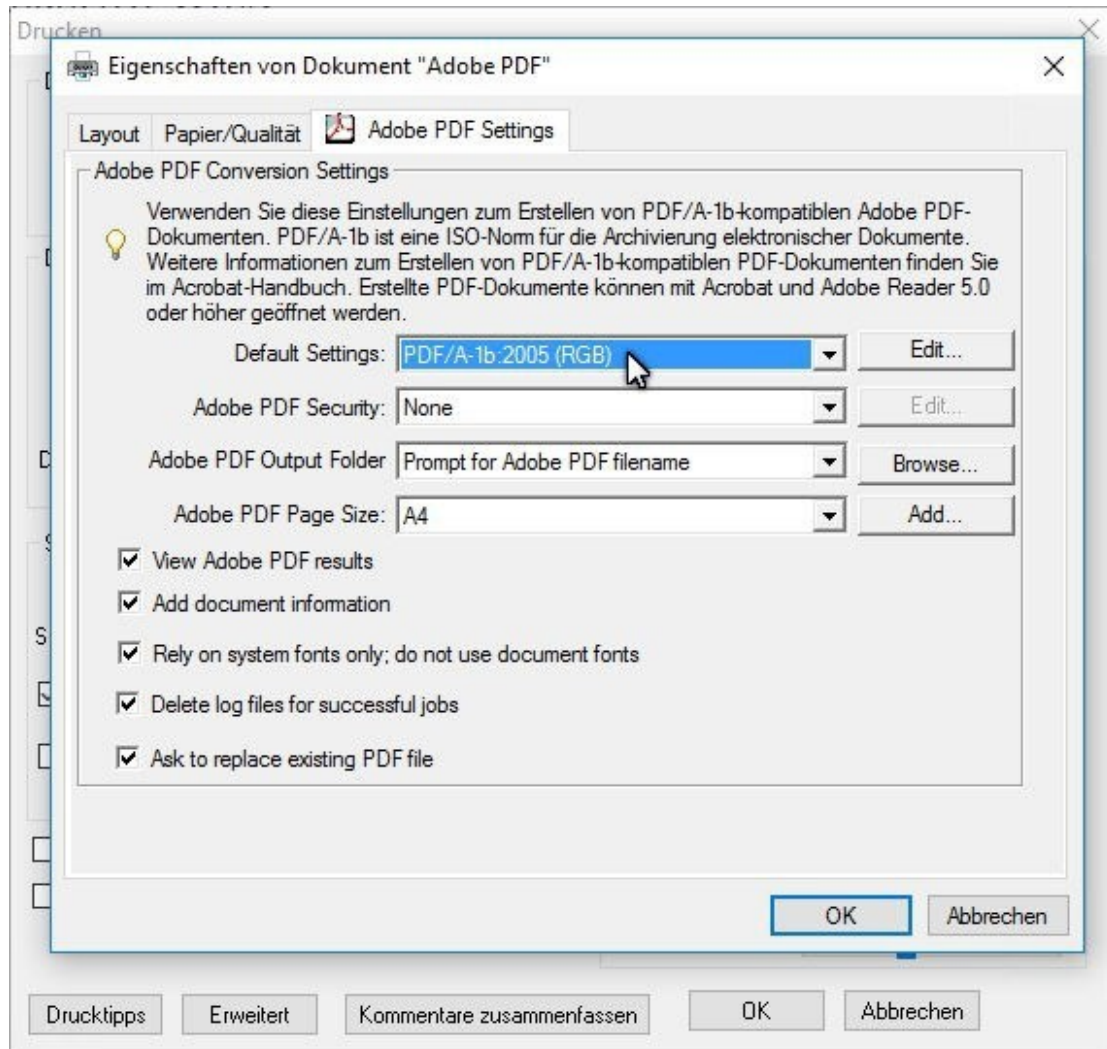 Drucken
Eigenschaften von Dokument "Adobe PDF"
Layout
Papier/Qualität
Adobe PDF Settings
Adobe PDF Conversion Settings
Verwenden Sie diese Einstellungen zum Erstellen von PDF/A-1b-kompatiblen Adobe PDF-
Dokumenten. PDF/A-1b ist eine ISO-Norm für die Archivierung elektronischer Dokumente.
Weitere Informationen zum Erstellen von PDF/A-1b-kompatiblen PDF-Dokumenten finden Sie
im Acrobat-Handbuch. Erstellte PDF-Dokumente können mit Acrobat und Adobe Reader 5.0
oder höher geöffnet werden.
Default Settings: PDF/A-1b:2005 (RGB) Edit...
Adobe PDF Security: None Edit...
Adobe PDF Output Folder Prompt for Adobe PDF filename Browse...
Adobe PDF Page Size: A4 Add...
View Adobe PDF results
Add document information
Rely on system fonts only; do not use document fonts
Delete log files for successful jobs
Ask to replace existing PDF file
OK Abbrechen
Drucktipps Erweitert Kommentare zusammenfassen OK Abbrechen